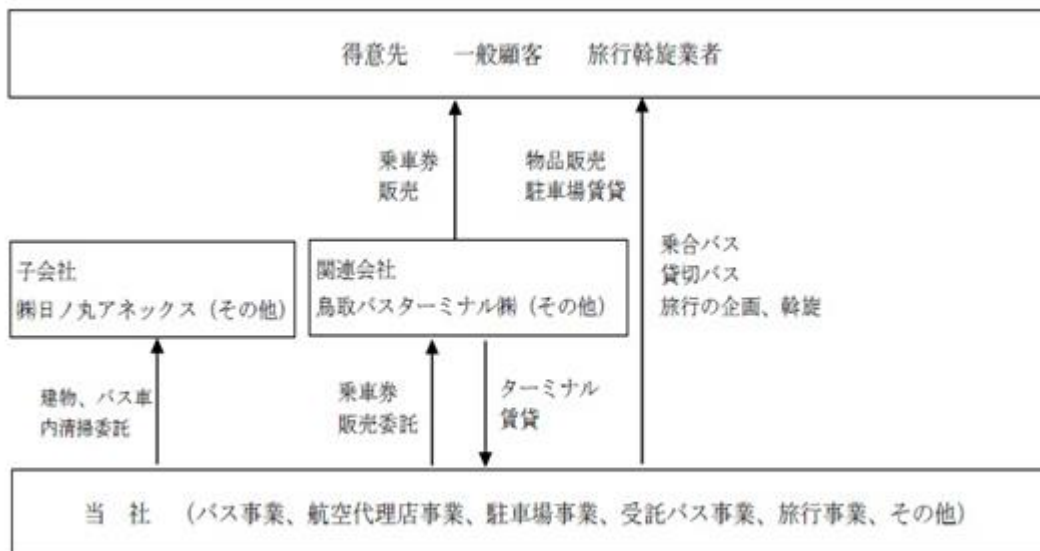 得意先　一般顧客　旅行斡旋業者
乗車券
販売
物品販売
駐車場賃貸
子会社
㈱日ノ丸アネックス（その他）
関連会社
鳥取バスターミナル㈱（その他）
乗合バス
貸切バス
旅行の企画、斡旋
建物、バス車
内清掃委託
乗車券
販売委託
ターミナル
賃貸
当　社　（バス事業、航空代理店事業、駐車場事業、受託バス事業、旅行事業、その他）